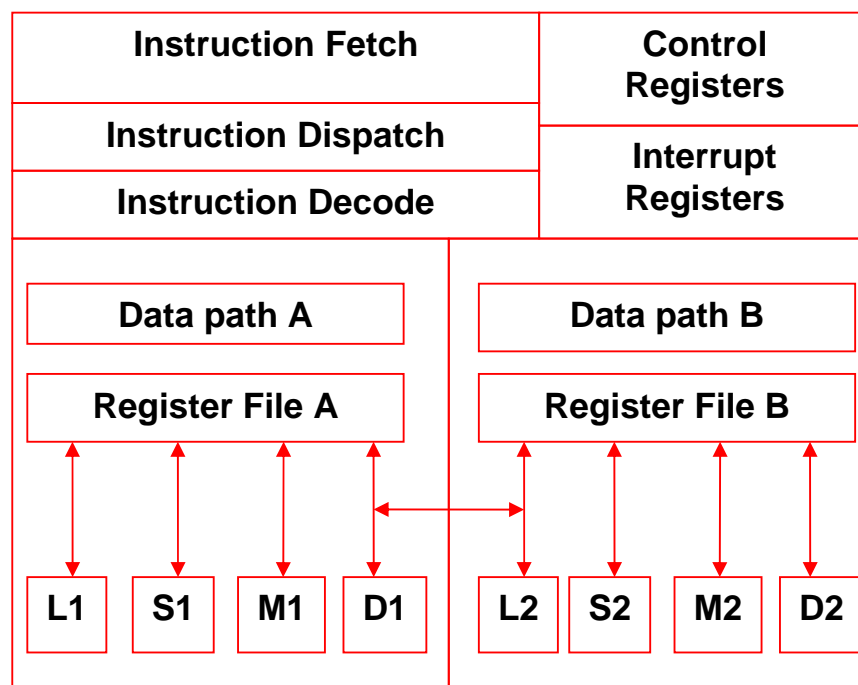 Instruction Fetch
Control
Registers
Instruction Dispatch
Interrupt
Registers
Instruction Decode
Data path A
Data path B
Register File A
Register File B
L1 S1 M1 D1 L2 S2 M2 D2